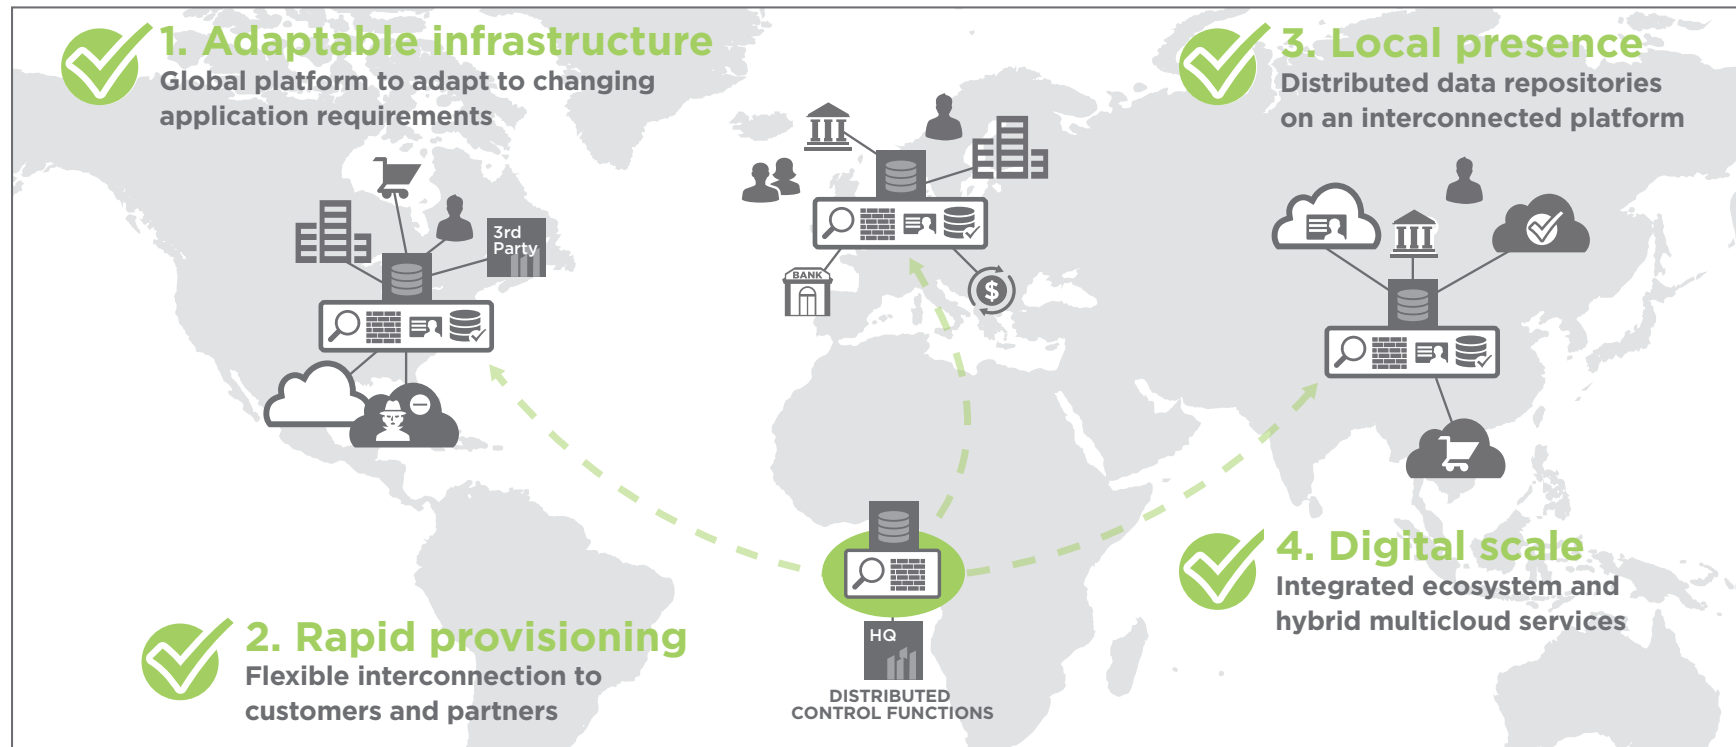 1. Adaptable infrastructure
Global platform to adapt to changing
application requirements
3rd
Party
2. Rapid provisioning
Flexible interconnection to
customers and partners
BANK
$
HQ
DISTRIBUTED
CONTROL FUNCTIONS
3. Local presence
Distributed data repositories
on an interconnected platform
4. Digital scale
Integrated ecosystem and
hybrid multicloud services